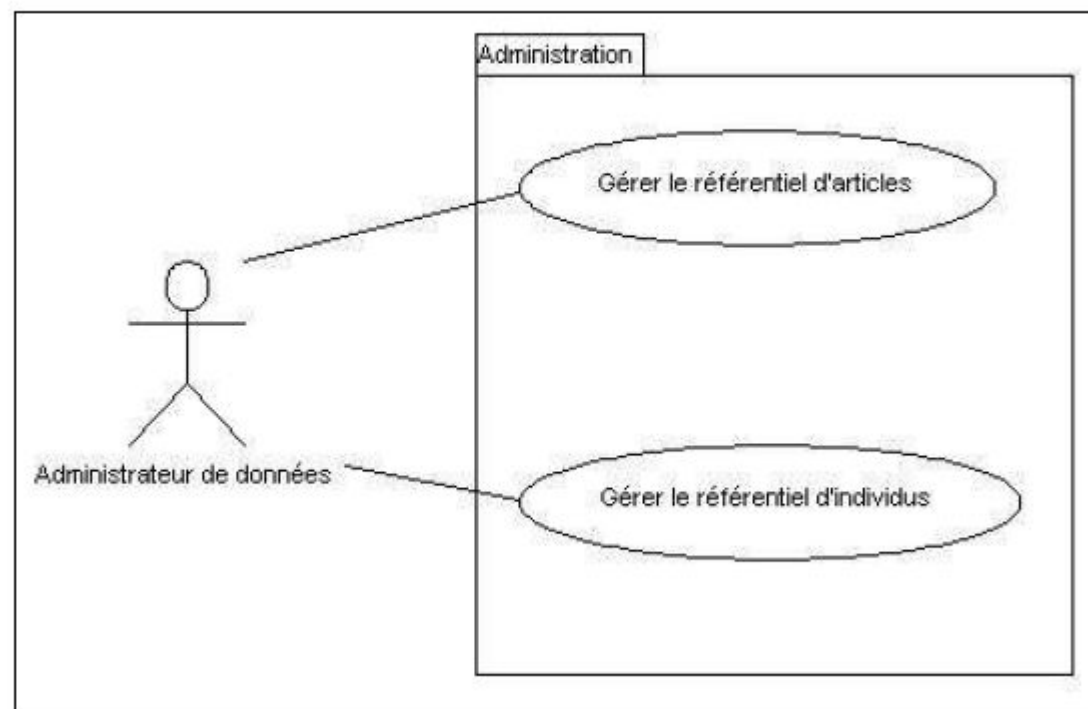 Administration
Gérer le référentiel d'articles
Administrateur de données
Gérer le référentiel d'individus